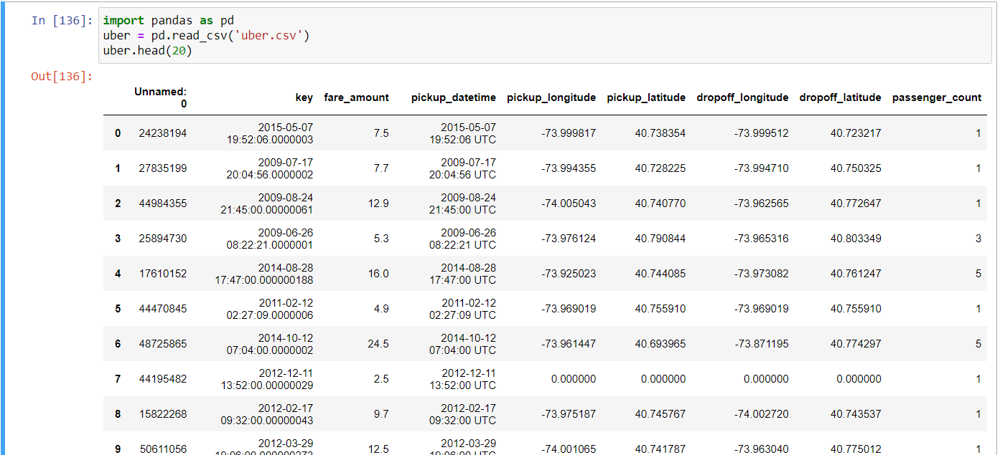 In [136]: import pandas as pd
uber = pd.read_csv('uber.csv')
uber.head(20)
Out[136]:
Unnamed: 0 key fare_amount pickup_datetime pickup_longitude pickup_latitude dropoff_longitude dropoff_latitude passenger_count
0 24238194 2015-05-07 19:52:06.0000003 7.5 2015-05-07 19:52:06 UTC -73.999817 40.738354 -73.999512 40.723217 1
1 27835199 2009-07-17 20:04:56.0000002 7.7 2009-07-17 20:04:56 UTC -73.994355 40.728225 -73.994710 40.750325 1
2 44984355 2009-08-24 21:45:00.00000061 12.9 2009-08-24 21:45:00 UTC -74.005043 40.740770 -73.962565 40.772647 1
3 25894730 2009-06-26 08:22:21.0000001 5.3 2009-06-26 08:22:21 UTC -73.976124 40.790844 -73.965316 40.803349 3
4 17610152 2014-08-28 17:47:00.000000188 16.0 2014-08-28 17:47:00 UTC -73.925023 40.744085 -73.973082 40.761247 5
5 44470845 2011-02-12 02:27:09.0000006 4.9 2011-02-12 02:27:09 UTC -73.969019 40.755910 -73.969019 40.755910 1
6 48725865 2014-10-12 07:04:00.0000002 24.5 2014-10-12 07:04:00 UTC -73.961447 40.693965 -73.871195 40.774297 5
7 44195482 2012-12-11 13:52:00.00000029 2.5 2012-12-11 13:52:00 UTC 0.000000 0.000000 0.000000 0.000000 1
8 15822268 2012-02-17 09:32:00.00000043 9.7 2012-02-17 09:32:00 UTC -73.975187 40.745767 -74.002720 40.743537 1
9 50611056 2012-03-29 12.5 2012-03-29 -74.001065 40.741787 -73.963040 40.775012 1